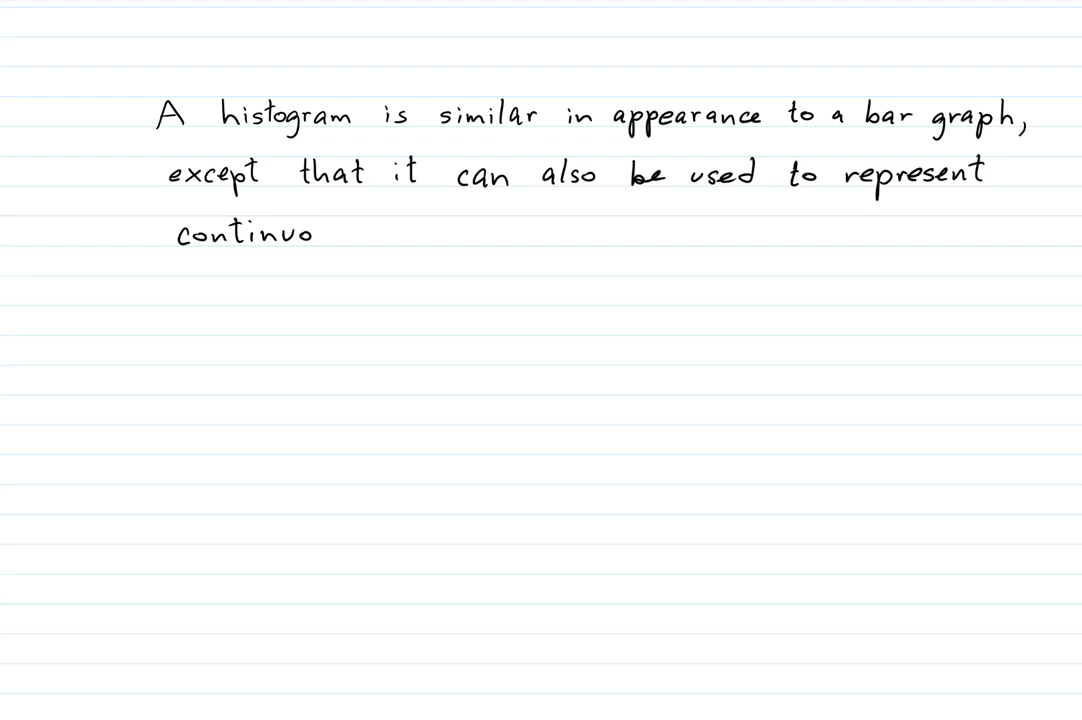 A histogram is similar in appearance to a bar graph,
except that it can also be used to represent
continuo